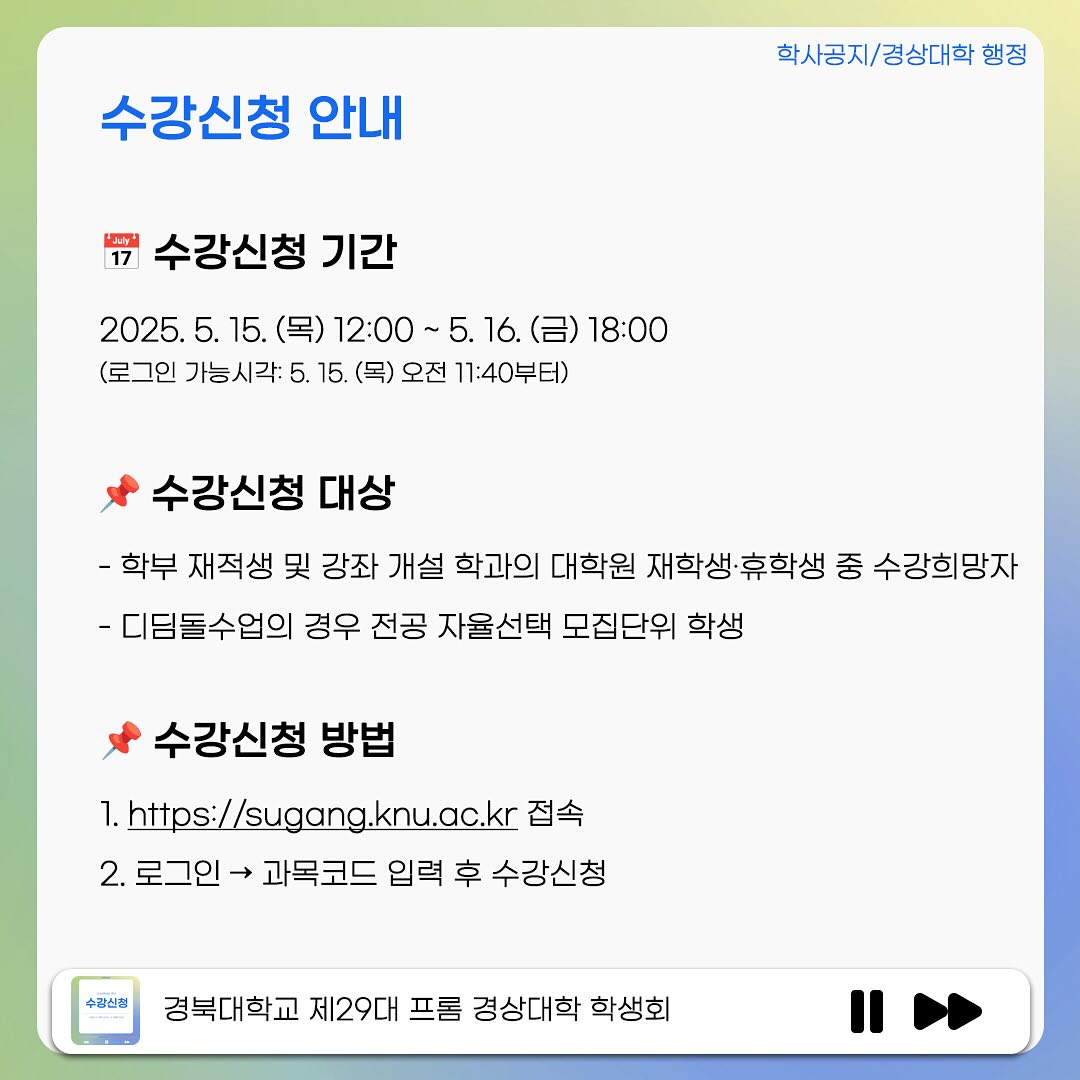 학사공지/경상대학 행정
수강신청 안내
July
17
수강신청 기간
2025. 5. 15. (목) 12:00 ~ 5. 16. (금) 18:00
(로그인 가능시각: 5. 15. (목) 오전 11:40부터)
수강신청 대상
- 학부 재적생 및 강좌 개설 학과의 대학원 재학생·휴학생 중 수강희망자
- 디딤돌수업의 경우 전공 자율선택 모집단위 학생
수강신청 방법
1. https://sugang.knu.ac.kr 접속
2. 로그인 → 과목코드 입력 후 수강신청
수강신청
경북대학교 제29대 프롬 경상대학 학생회